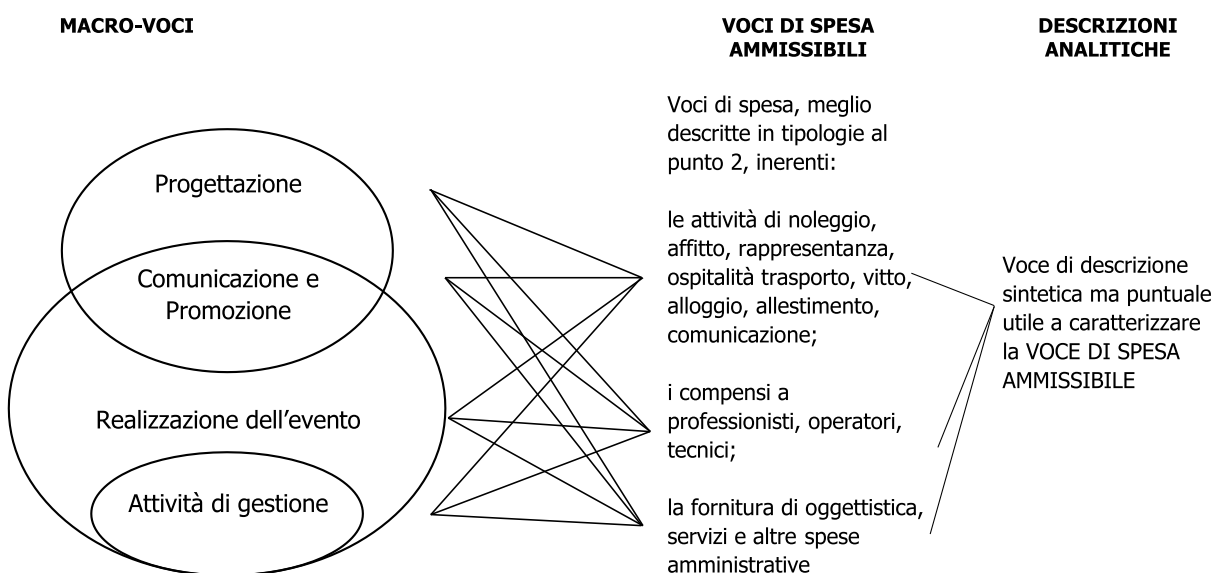 MACRO-VOCI
VOCI DI SPESA
AMMISSIBILI
DESCRIZIONI
ANALITICHE
Progettazione
Comunicazione e
Promozione
Realizzazione dell'evento
Attività di gestione
Voci di spesa, meglio
descritte in tipologie al
punto 2, inerenti:
le attività di noleggio,
affitto, rappresentanza,
ospitalità trasporto, vitto,
alloggio, allestimento,
comunicazione;
i compensi a
professionisti, operatori,
tecnici;
la fornitura di oggettistica,
servizi e altre spese
amministrative
Voce di descrizione
sintetica ma puntuale
utile a caratterizzare
la VOCE DI SPESA
AMMISSIBILE